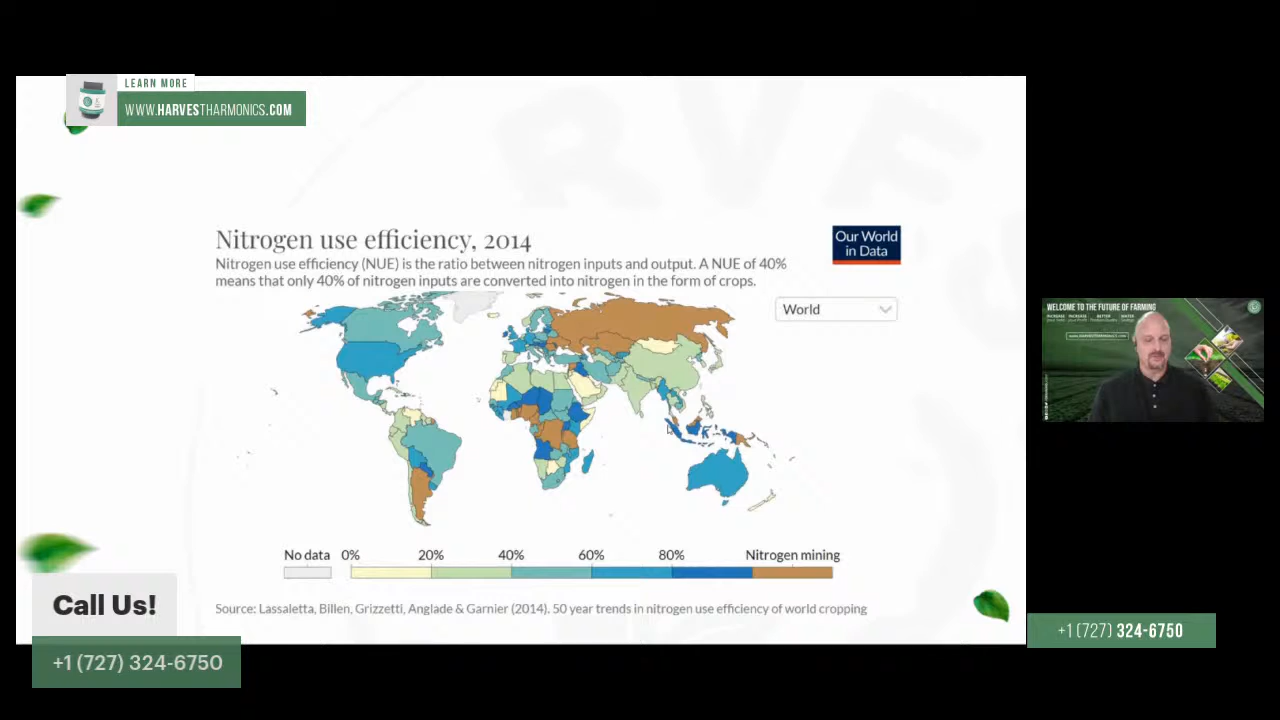 LEARN MORE
WWW.HARVESTHARMONICS.COM
Nitrogen use efficiency, 2014
Our World
in Data
Nitrogen use efficiency (NUE) is the ratio between nitrogen inputs and output. A NUE of 40%
means that only 40% of nitrogen inputs are converted into nitrogen in the form of crops.
World
WELCOME TO THE FUTURE OF FARMING
No data 0% 20% 40% 60% 80% Nitrogen mining
Source: Lassaletta, Billen, Grizzetti, Anglade & Garnier (2014). 50 year trends in nitrogen use efficiency of world cropping
Call Us!
+1 (727) 324-6750
+1 (727) 324-6750